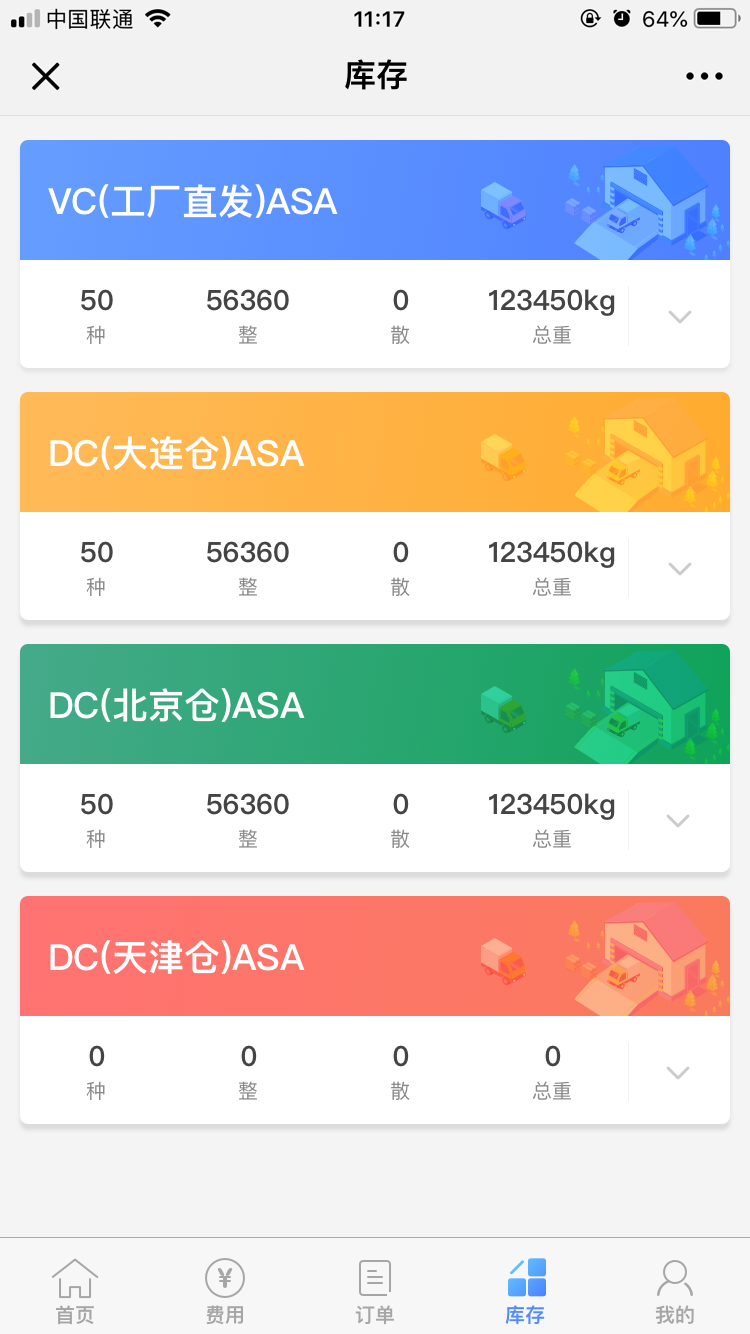 中国联通 11:17 64%
库存
VC(工厂直发)ASA
50 56360 0 123450kg
种 整 散 总重
DC(大连仓)ASA
50 56360 0 123450kg
种 整 散 总重
DC(北京仓)ASA
50 56360 0 123450kg
种 整 散 总重
DC(天津仓)ASA
0 0 0 0
种 整 散 总重
¥
首页 费用 订单 库存 我的